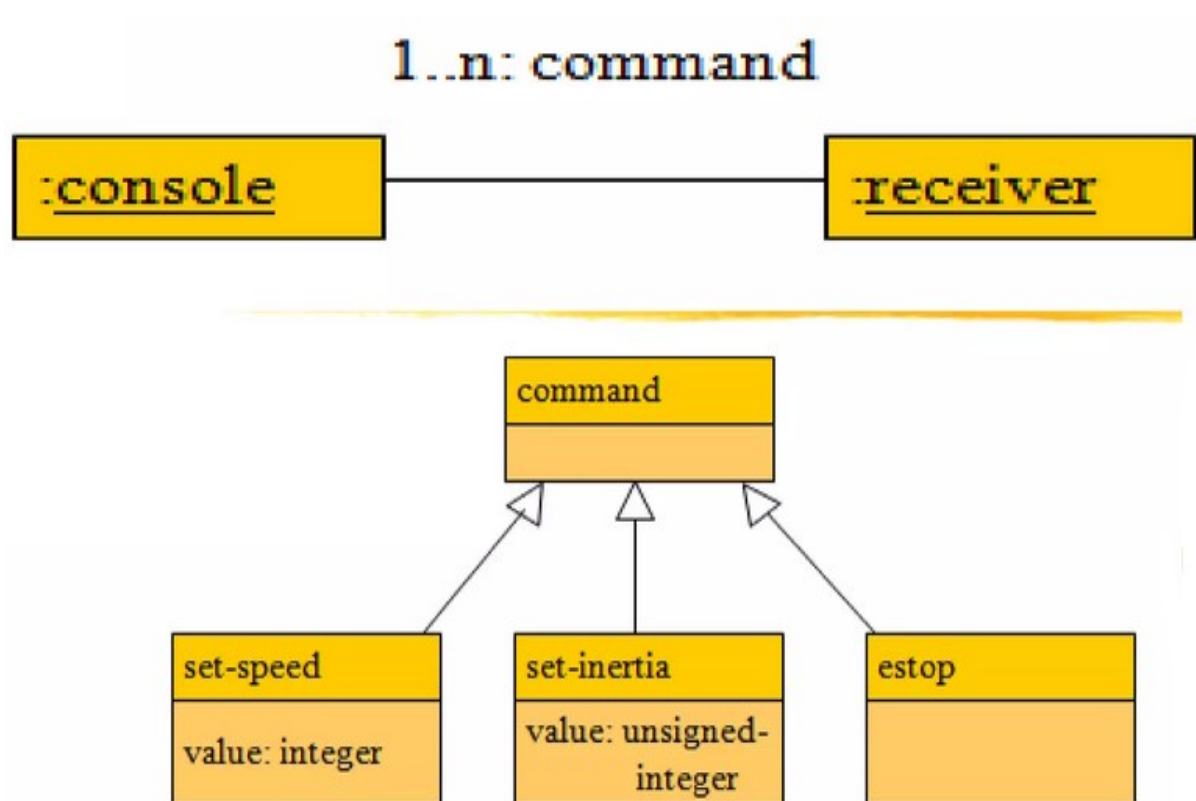 1..n: command
:console
:receiver
command
set-speed
set-inertia
estop
value: integer
value: unsigned-
integer